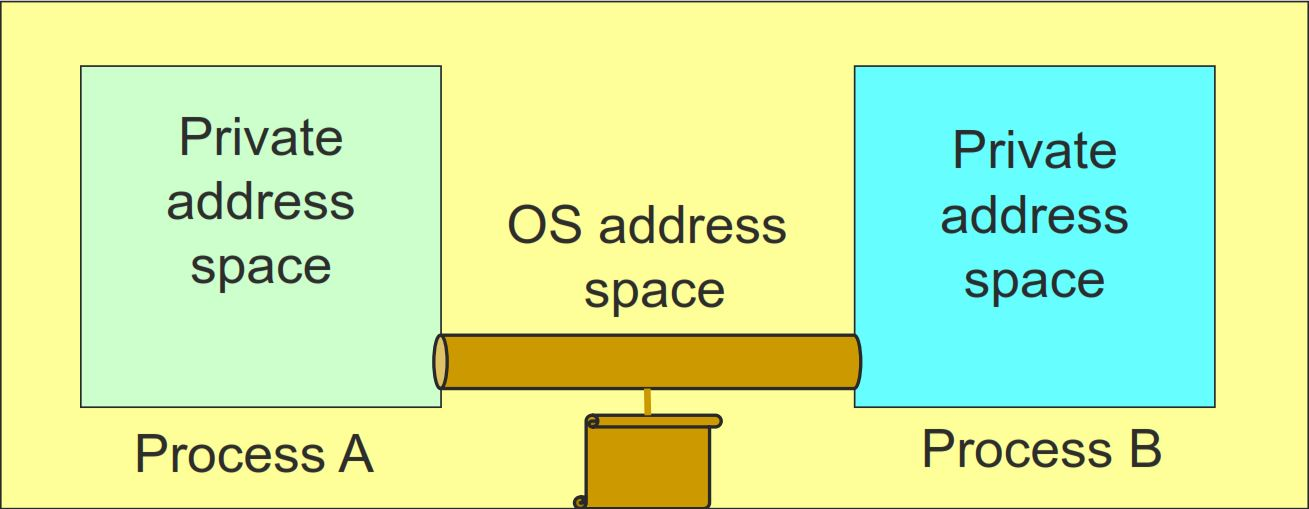 Private
address
space
OS address
space
Private
address
space
Process A
Process B